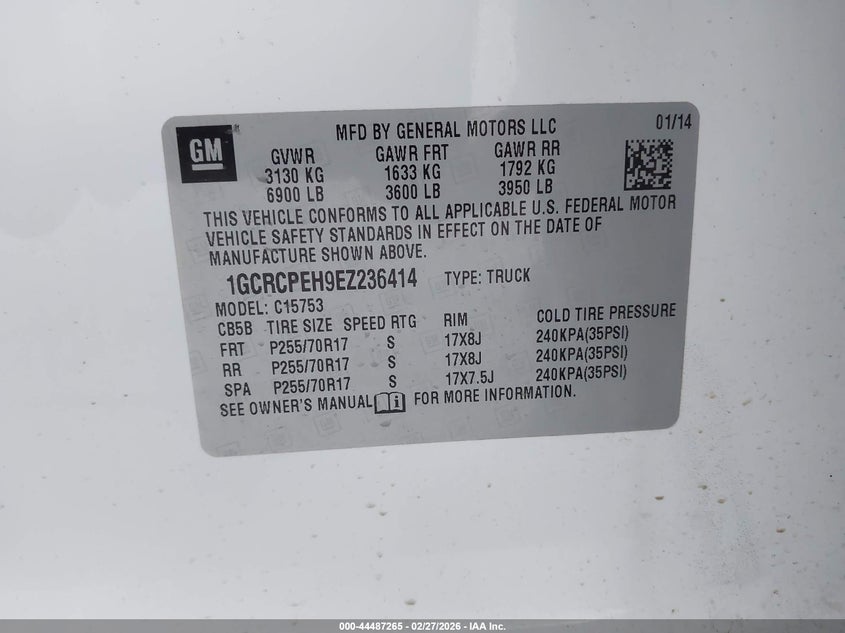 GM
MFD BY GENERAL MOTORS LLC 01/14
GVWR GAWR FRT GAWR RR
3130 KG 1633 KG 1792 KG
6900 LB 3600 LB 3950 LB
THIS VEHICLE CONFORMS TO ALL APPLICABLE U.S. FEDERAL MOTOR
VEHICLE SAFETY STANDARDS IN EFFECT ON THE DATE OF
MANUFACTURE SHOWN ABOVE.
1GCRCPEH9EZ236414 TYPE: TRUCK
MODEL: C15753
CB5B TIRE SIZE SPEED RTG RIM COLD TIRE PRESSURE
FRT P255/70R17 S 17X8J 240KPA(35PSI)
RR P255/70R17 S 17X8J 240KPA(35PSI)
SPA P255/70R17 S 17X7.5J 240KPA(35PSI)
SEE OWNER'S MANUAL i FOR MORE INFORMATION.
000-44487265 - 02/27/2026 - IAA Inc.